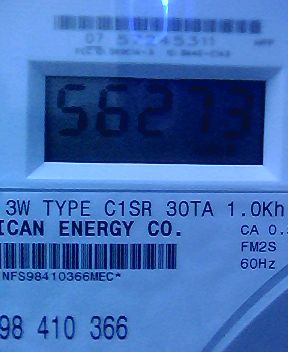 56273
3W TYPE C1SR 30TA 1.0Kh
ICAN ENERGY CO.
CA 0.
FM2S
60Hz
NFS98410366MEC*
98 410 366